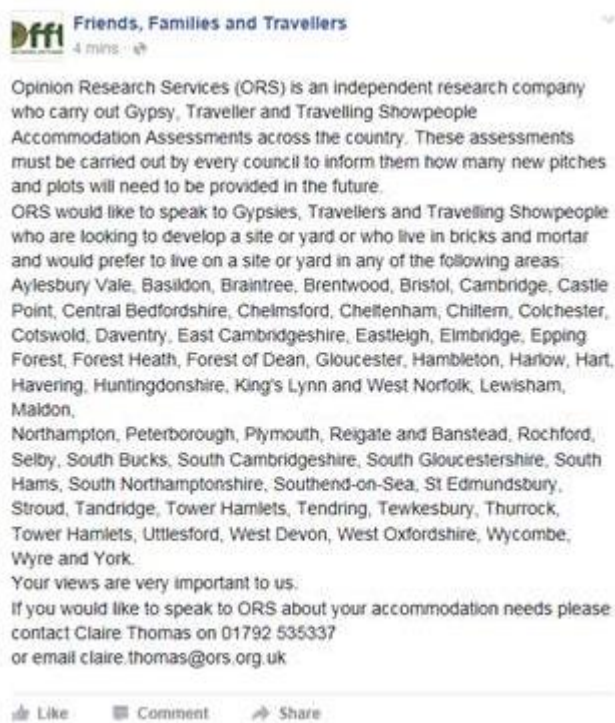 fft Friends, Families and Travellers
4 mins
Opinion Research Services (ORS) is an independent research company
who carry out Gypsy, Traveller and Travelling Showpeople
Accommodation Assessments across the country. These assessments
must be carried out by every council to inform them how many new pitches
and plots will need to be provided in the future.
ORS would like to speak to Gypsies, Travellers and Travelling Showpeople
who are looking to develop a site or yard or who live in bricks and mortar
and would prefer to live on a site or yard in any of the following areas:
Aylesbury Vale, Basildon, Braintree, Brentwood, Bristol, Cambridge, Castle
Point, Central Bedfordshire, Chelmsford, Cheltenham, Chiltern, Colchester,
Cotswold, Daventry, East Cambridgeshire, Eastleigh, Elmbridge, Epping
Forest, Forest Heath, Forest of Dean, Gloucester, Hambleton, Harlow, Hart,
Havering, Huntingdonshire, King's Lynn and West Norfolk, Lewisham,
Maldon,
Northampton, Peterborough, Plymouth, Reigate and Banstead, Rochford,
Selby, South Bucks, South Cambridgeshire, South Gloucestershire, South
Hams, South Northamptonshire, Southend-on-Sea, St Edmundsbury,
Stroud, Tandridge, Tower Hamlets, Tendring, Tewkesbury, Thurrock,
Tower Hamlets, Uttlesford, West Devon, West Oxfordshire, Wycombe,
Wyre and York.
Your views are very important to us.
If you would like to speak to ORS about your accommodation needs please
contact Claire Thomas on 01792 535337
or email claire.thomas@ors.org.uk
Like Comment Share